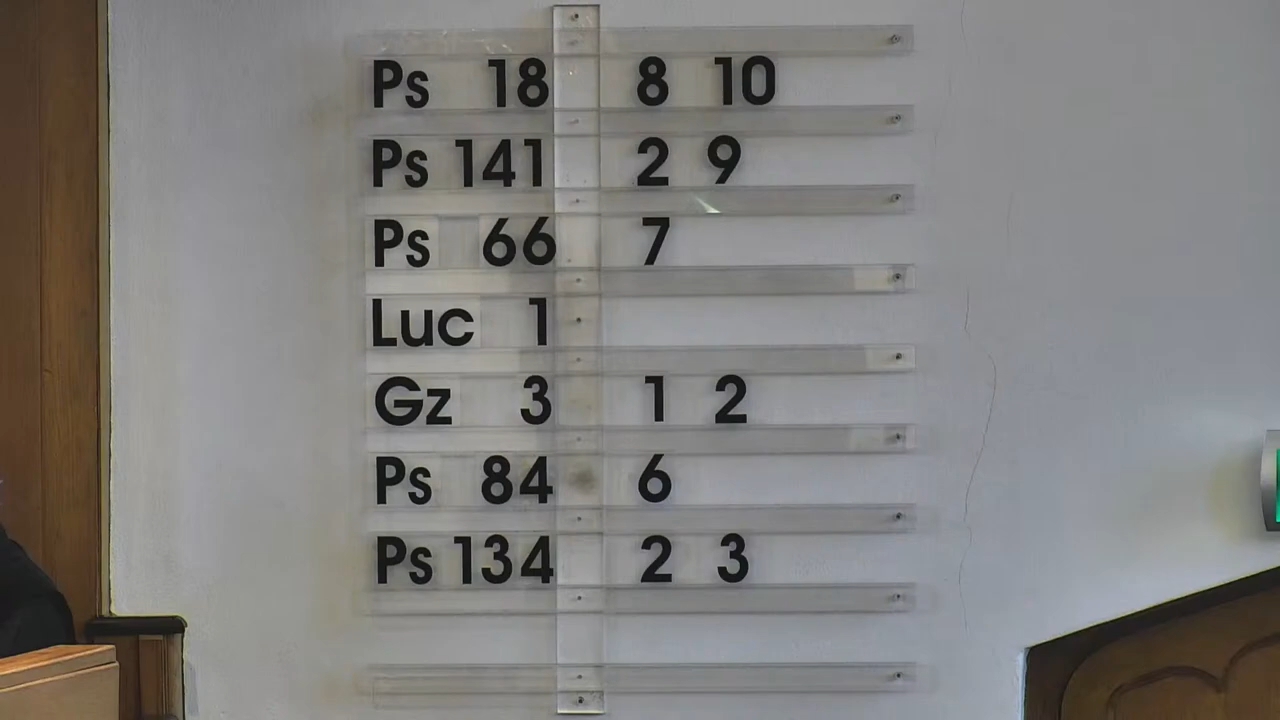 Ps 18 8 10
Ps 141 2 9
Ps 66 7
Luc 1
Gz 3 1 2
Ps 84 6
Ps 134 2 3